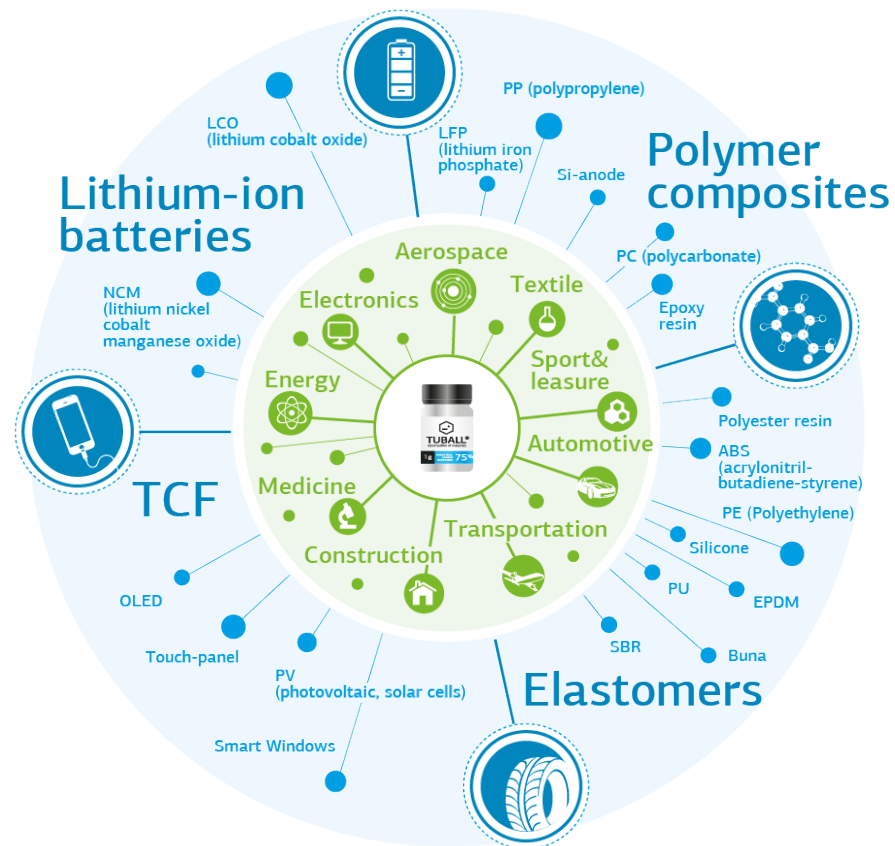 PP (polypropylene)
LCO
(lithium cobalt oxide)
LFP
(lithium iron
phosphate)
Si-anode
Polymer
composites
Lithium-ion
batteries
PC (polycarbonate)
NCM
(lithium nickel
cobalt
manganese oxide)
Epoxy
resin
Aerospace
Electronics
Textile
Energy
Sport&
leasure
Automotive
Medicine
Transportation
Construction
TUBALL
75%
Polyester resin
ABS
(acrylonitril-
butadiene-styrene)
PE (Polyethylene)
Silicone
PU
EPDM
SBR
Buna
Elastomers
TCF
OLED
Touch-panel
PV
(photovoltaic, solar cells)
Smart Windows